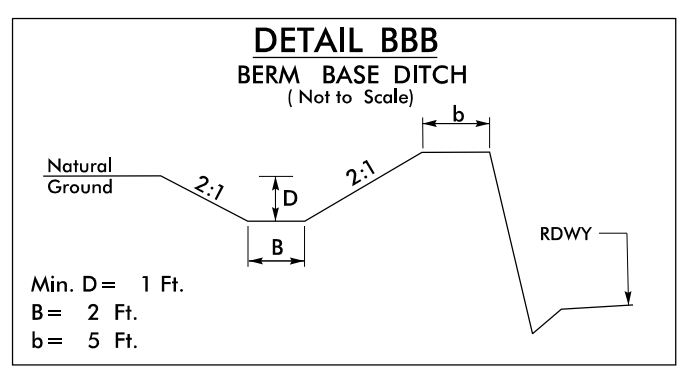 DETAIL BBB
BERM BASE DITCH
( Not to Scale)
b
Natural
Ground
2:1
D
2:1
B
RDWY
Min. D= 1 Ft.
B= 2 Ft.
b= 5 Ft.